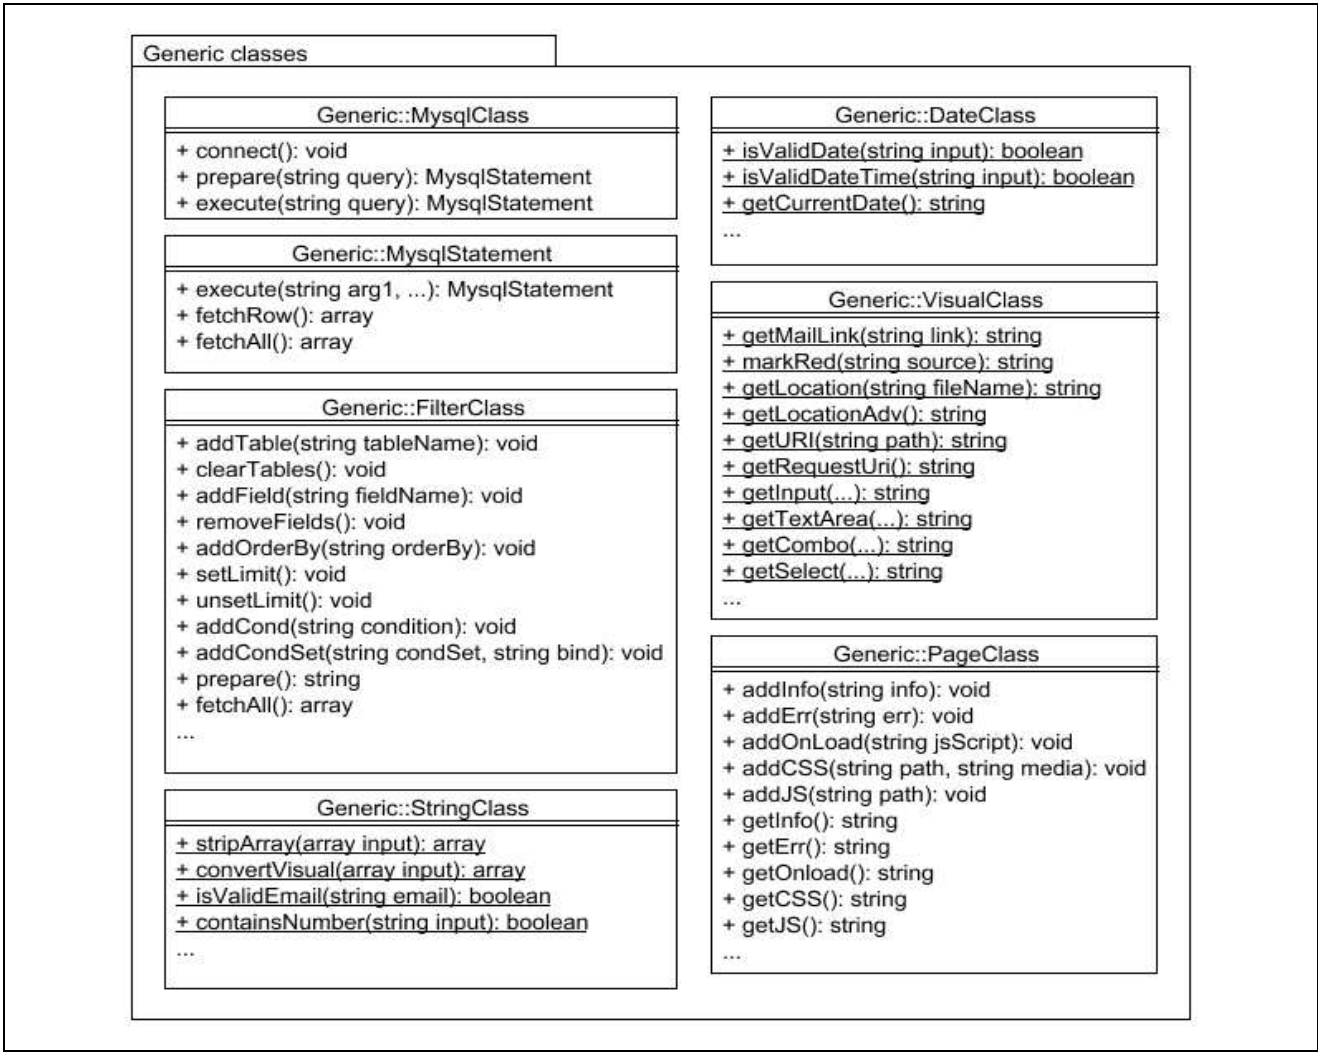 Generic classes
Generic::MysqlClass
+ connect(): void
+ prepare(string query): MysqlStatement
+ execute(string query): MysqlStatement
Generic::MysqlStatement
+ execute(string arg1, ...): MysqlStatement
+ fetchRow(): array
+ fetchAll(): array
Generic::FilterClass
+ addTable(string tableName): void
+ clearTables(): void
+ addField(string fieldName): void
+ removeFields(): void
+ addOrderBy(string orderBy): void
+ setLimit(): void
+ unsetLimit(): void
+ addCond(string condition): void
+ addCondSet(string condSet, string bind): void
+ prepare(): string
+ fetchAll(): array
...
Generic::StringClass
+ stripArray(array input): array
+ convertVisual(array input): array
+ isValidEmail(string email): boolean
+ containsNumber(string input): boolean
...
Generic::DateClass
+ isValidDate(string input): boolean
+ isValidDateTime(string input): boolean
+ getCurrentDate(): string
...
Generic::VisualClass
+ getMailLink(string link): string
+ markRed(string source): string
+ getLocation(string fileName): string
+ getLocationAdv(): string
+ getURI(string path): string
+ getRequestUri(): string
+ getInput(...): string
+ getTextArea(...): string
+ getCombo(...): string
+ getSelect(...): string
...
Generic::PageClass
+ addInfo(string info): void
+ addErr(string err): void
+ addOnLoad(string jsScript): void
+ addCSS(string path, string media): void
+ addJS(string path): void
+ getInfo(): string
+ getErr(): string
+ getOnload(): string
+ getCSS(): string
+ getJS(): string
...